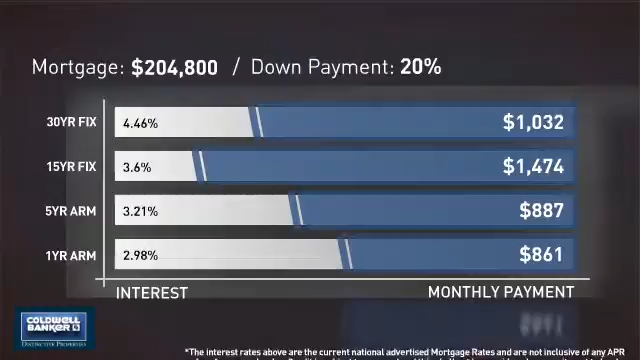 Mortgage: $204,800 / Down Payment: 20%
30YR FIX 4.46% $1,032
15YR FIX 3.6% $1,474
5YR ARM 3.21% $887
1YR ARM 2.98% $861
INTEREST MONTHLY PAYMENT
COLDWELL
BANKER
DISTINCTIVE PROPERTIES
*The interest rates above are the current national advertised Mortgage Rates and are not inclusive of any APR